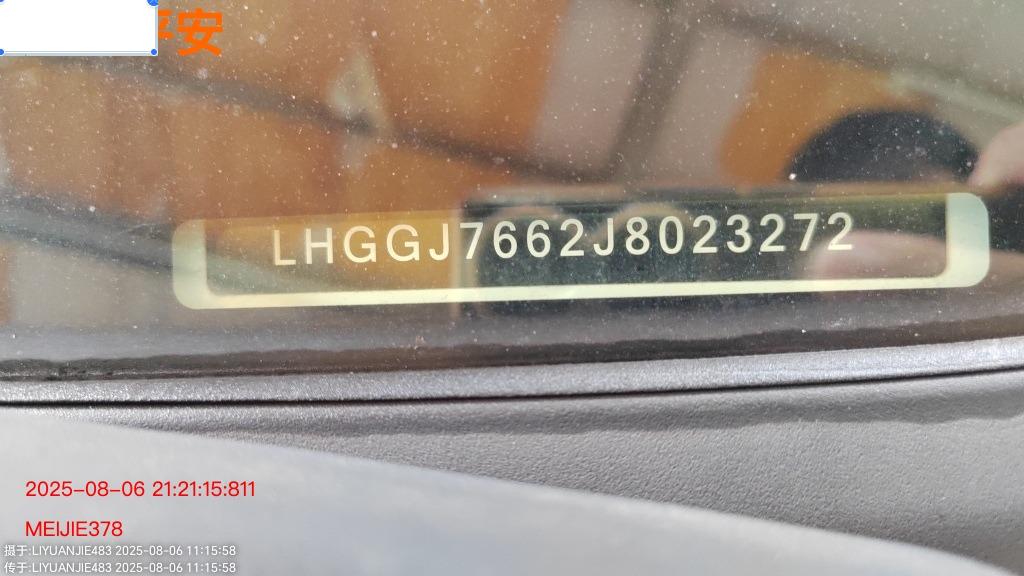 平安
LHGGJ7662J8023272
2025-08-06 21:21:15:811
MEIJIE378
摄于:LIYUANJIE483 2025-08-06 11:15:58
传于:LIYUANJIE483 2025-08-06 11:15:58